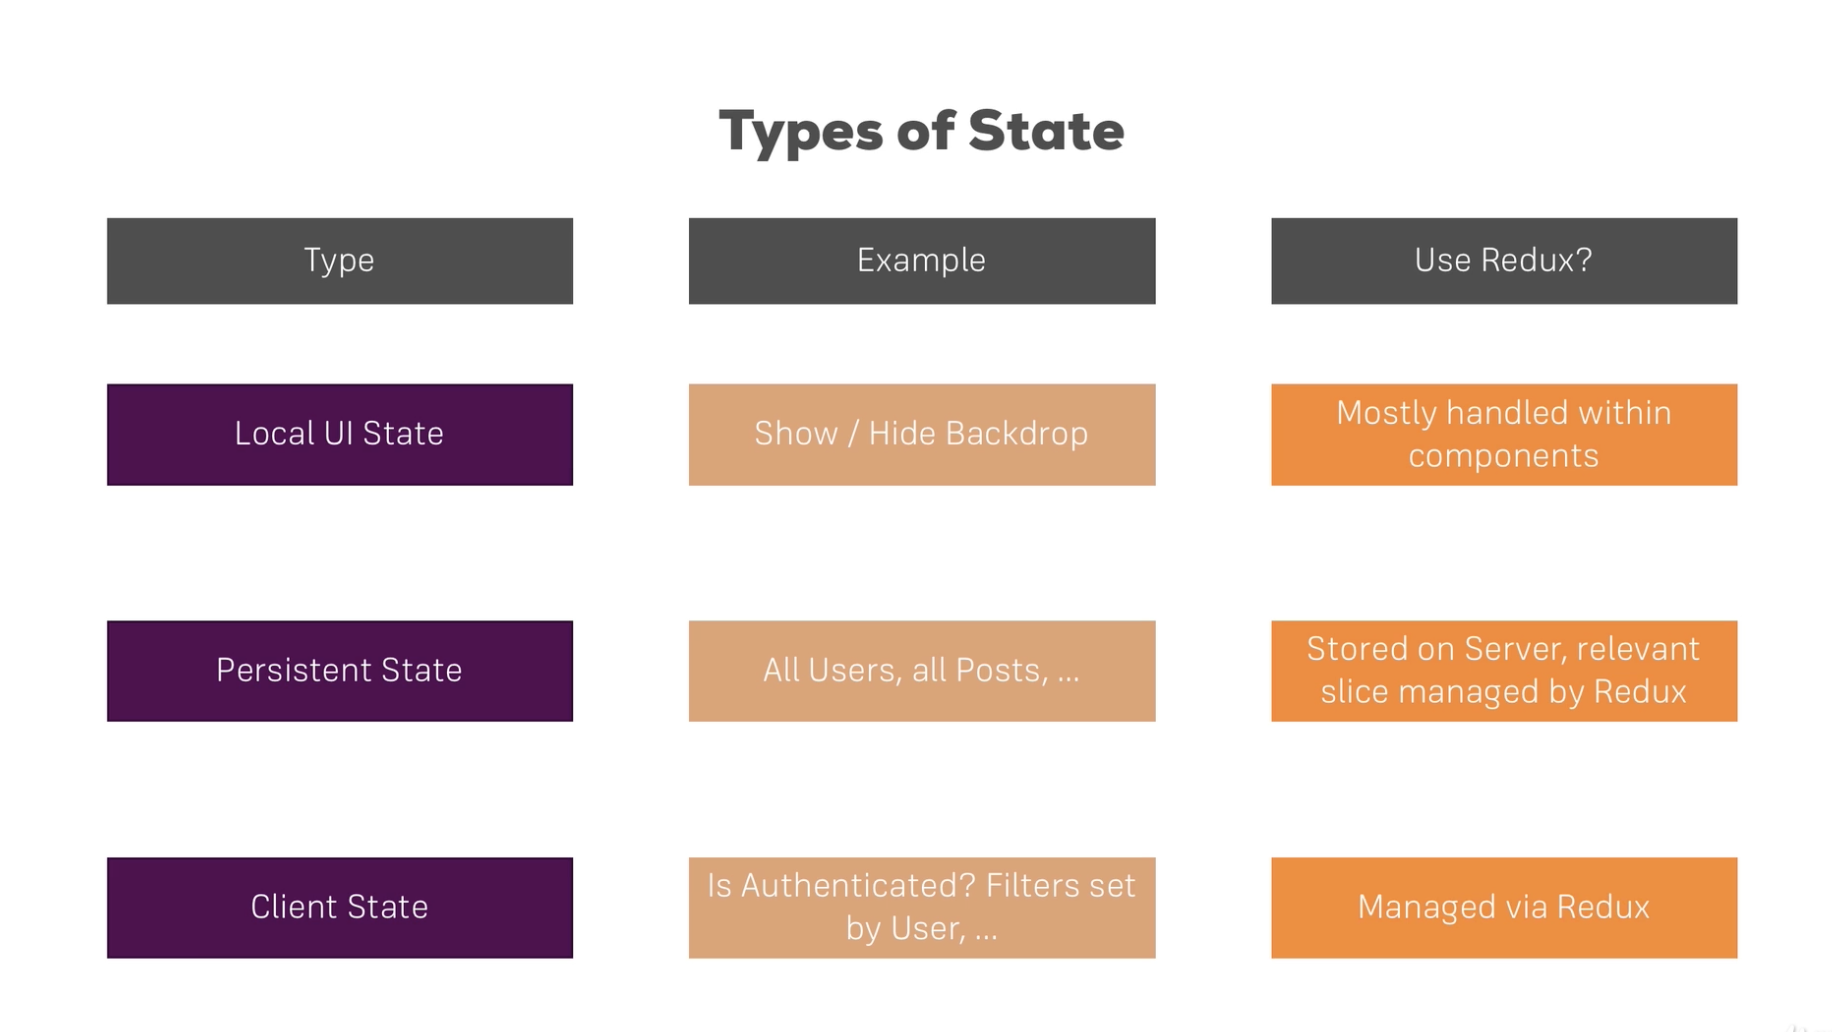 Types of State
Type
Example
Use Redux?
Local UI State
Show / Hide Backdrop
Mostly handled within
components
Persistent State
All Users, all Posts, ...
Stored on Server, relevant
slice managed by Redux
Client State
Is Authenticated? Filters set
by User, ...
Managed via Redux